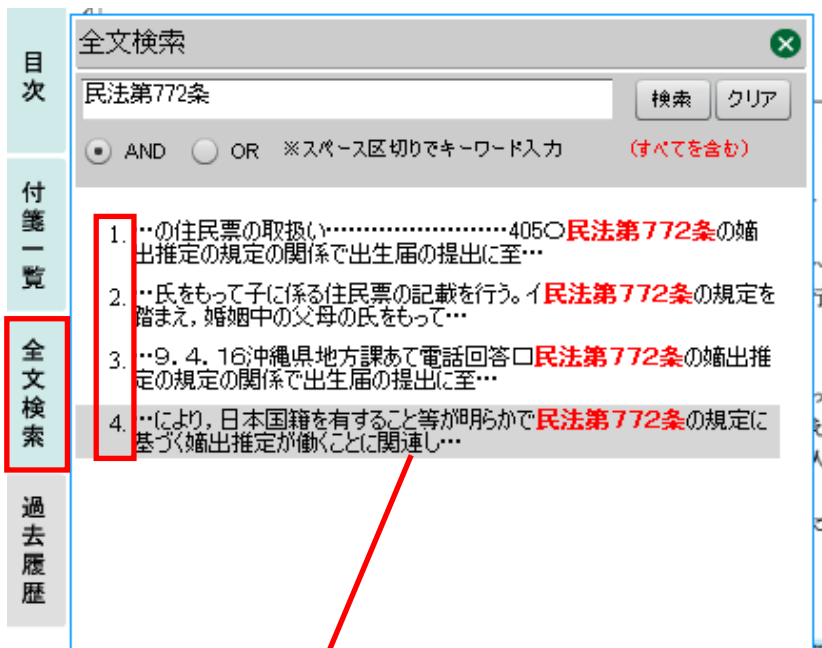 目次
付箋一覧
全文検索
過去履歴
全文検索
民法第772条
検索 クリア
AND OR ※スペース区切りでキーワード入力 (すべてを含む)
1. …の住民票の取扱い……………………405〇民法第772条の嫡
出推定の規定の関係で出生届の提出に至…
2. …氏をもって子に係る住民票の記載を行う。イ民法第772条の規定を
踏まえ,婚姻中の父母の氏をもって…
3. …9.4.16沖縄県地方課あて電話回答□民法第772条の嫡出推
定の規定の関係で出生届の提出に至…
4. …により,日本国籍を有すること等が明らかで民法第772条の規定に
基づく嫡出推定が働くことに関連し…